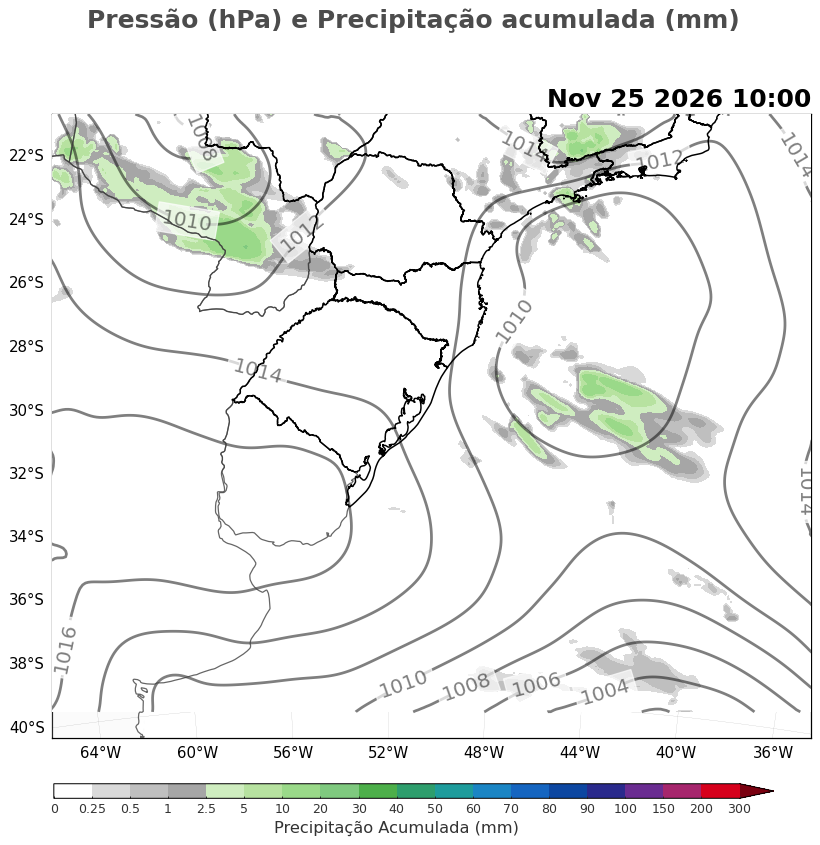 Pressão (hPa) e Precipitação acumulada (mm)
Nov 25 2026 10:00
1008
1014
1012
1014
22°S
1010
1012
24°S
26°S
1010
28°S
1014
30°S
32°S
1014
34°S
36°S
1016
38°S
1010
1008
1006
1004
40°S
64°W 60°W 56°W 52°W 48°W 44°W 40°W 36°W
0 0.25 0.5 1 2.5 5 10 20 30 40 50 60 70 80 90 100 150 200 300
Precipitação Acumulada (mm)